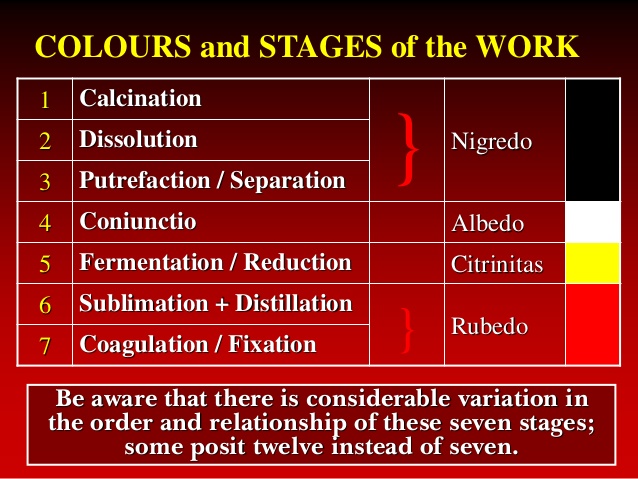 COLOURS and STAGES of the WORK
1 Calcination
2 Dissolution } Nigredo
3 Putrefaction / Separation
4 Coniunctio Albedo
5 Fermentation / Reduction Citrinitas
6 Sublimation + Distillation
} Rubedo
7 Coagulation / Fixation
Be aware that there is considerable variation in
the order and relationship of these seven stages;
some posit twelve instead of seven.